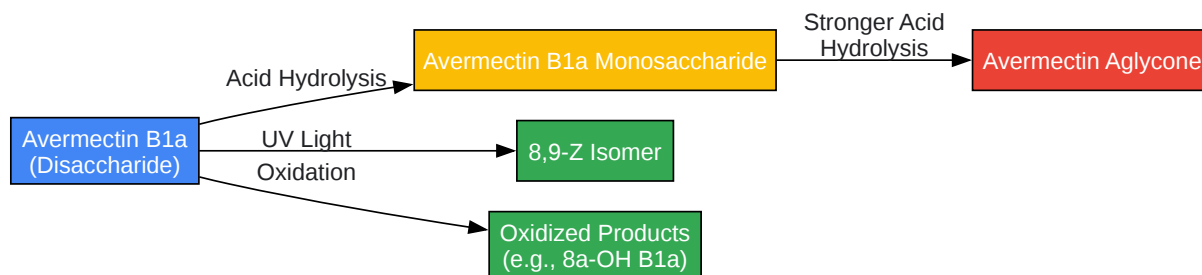 Stronger Acid
Hydrolysis
Avermectin B1a Monosaccharide
Avermectin Aglycone
Acid Hydrolysis
Avermectin B1a
(Disaccharide)
UV Light
8,9-Z Isomer
Oxidation
Oxidized Products
(e.g., 8a-OH B1a)